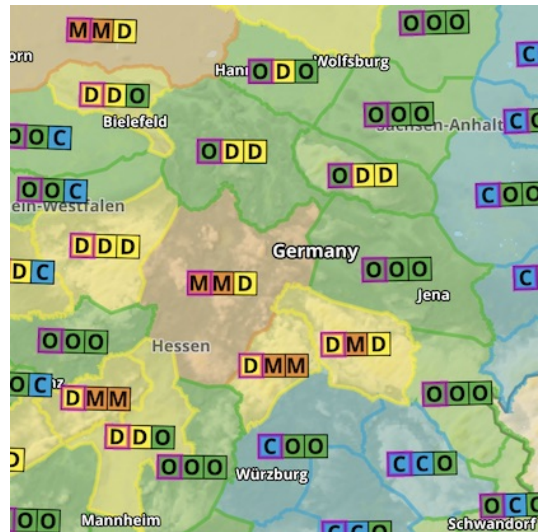 OOO
MMD
orn
Hann
ODO
Wolfsburg
C
DDO
OOO
C
Bielefeld
Sachsen-Anhalt
OOC
ODD
ODD
OOC
COO
ein-Westfalen
DDD
Germany
DC
OOO
C
MMD
Jena
OOO
DMD
Hessen
DMM
OC
DMM
OOO
DDO
COO
OOO
CCO
Würzburg
OCO
OO
Mannheim
CCO
Schwandorf